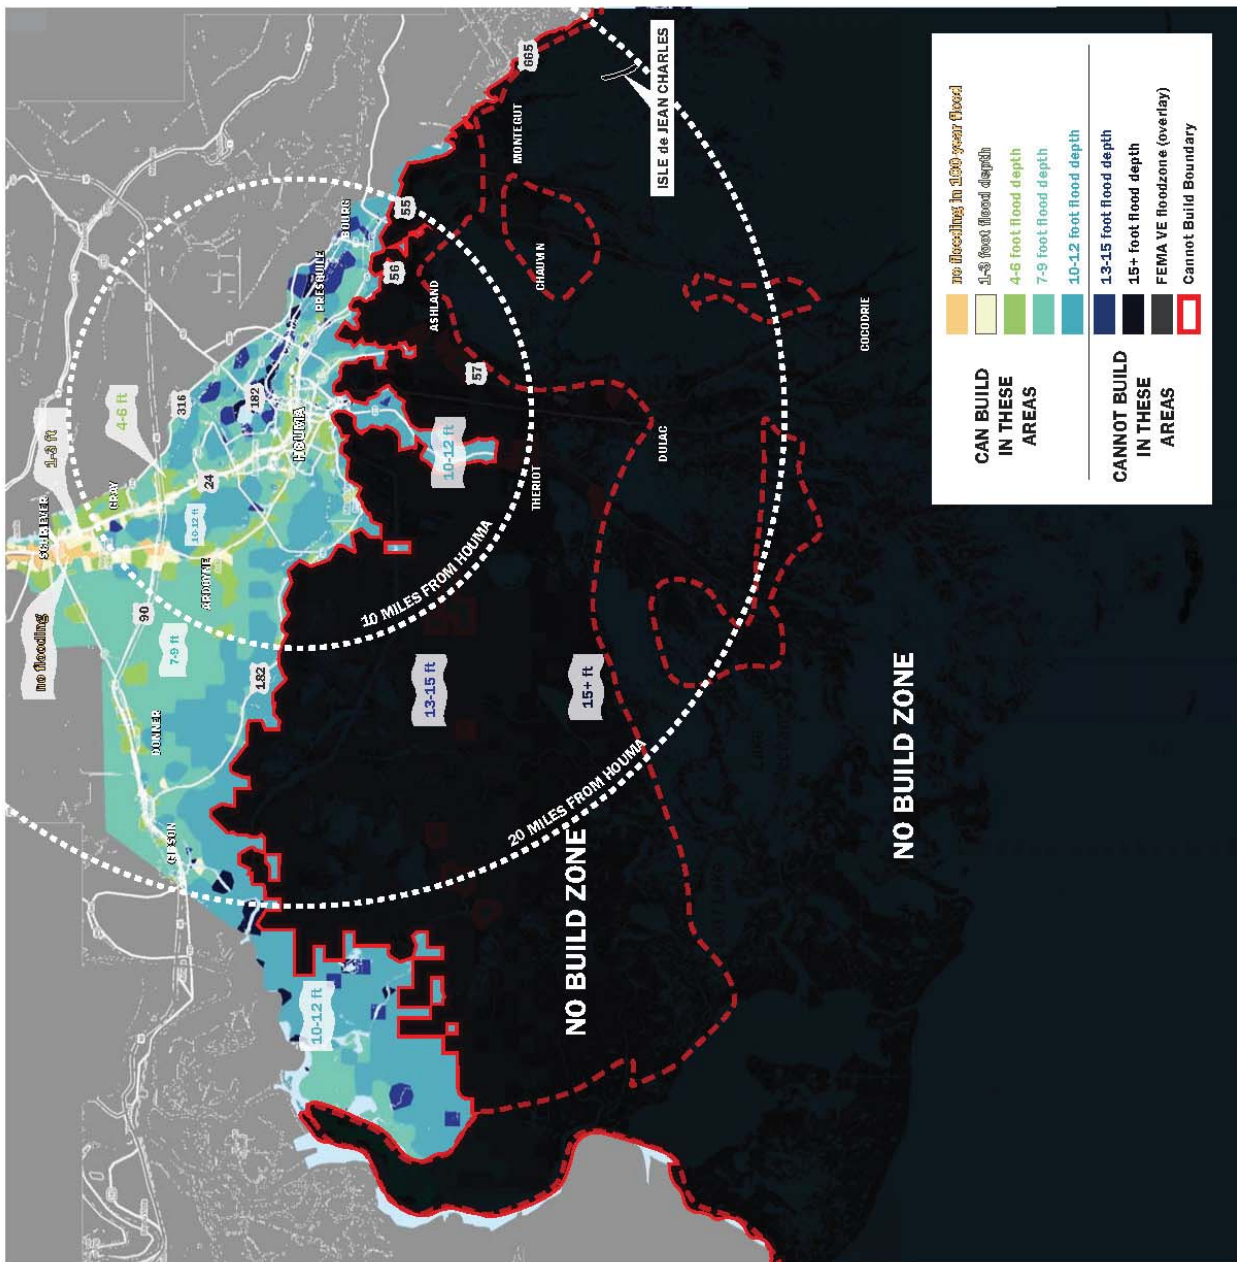 SCHRIEVER
GRAY
1-3 ft
4-6 ft
no flooding
316
182
24
90
10-12 ft
ARDOYNE
7-9 ft
HOUMA
PRESQUILE
BOURG
55
56
665
MONTEGUT
ISLE de JEAN CHARLES
ASHLAND
CHAUVIN
57
COCODRIE
10-12 ft
THERIOT
DULAC
DONNER
182
GIBSON
10 MILES FROM HOUMA
20 MILES FROM HOUMA
13-15 ft
15+ ft
10-12 ft
NO BUILD ZONE
NO BUILD ZONE
CAN BUILD
IN THESE
AREAS
no flooding in 100-year flood
1-3 foot flood depth
4-6 foot flood depth
7-9 foot flood depth
10-12 foot flood depth
CANNOT BUILD
IN THESE
AREAS
13-15 foot flood depth
15+ foot flood depth
FEMA VE floodzone (overlay)
Cannot Build Boundary